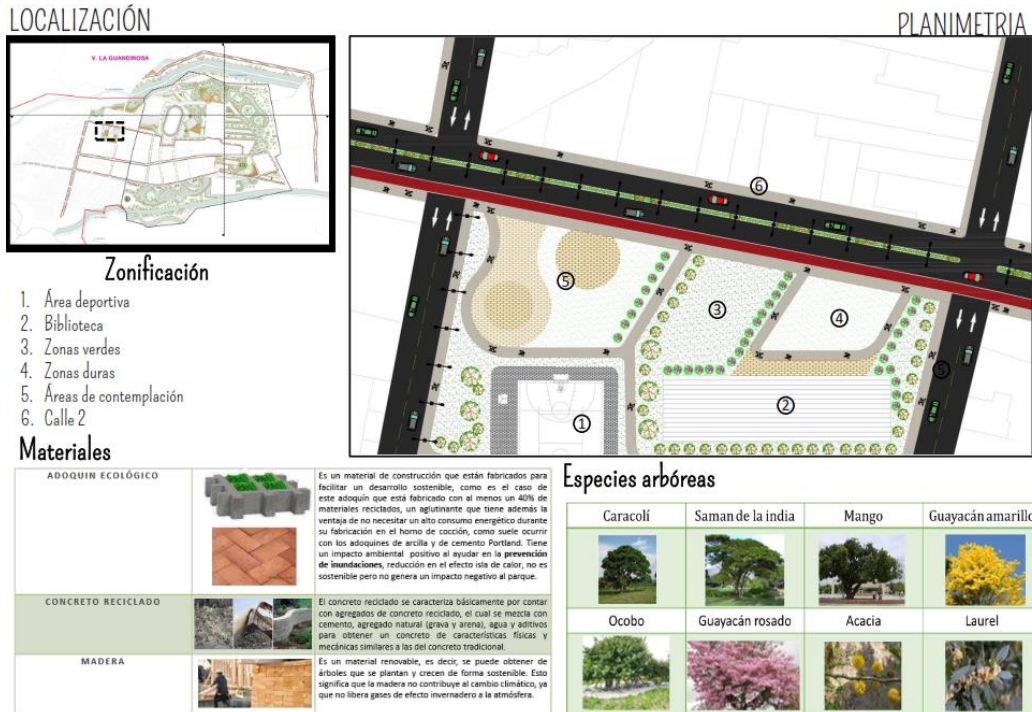 LOCALIZACIÓN
PLANIMETRIA
V. LA GUANDINOSA
Zonificación
1. Área deportiva
2. Biblioteca
3. Zonas verdes
4. Zonas duras
5. Áreas de contemplación
6. Calle 2
6
5
3
4
5
2
1
Materiales
ADOQUIN ECOLÓGICO
Es un material de construcción que están fabricados para
facilitar un desarrollo sostenible, como es el caso de
este adoquín que está fabricado con al menos un 40% de
materiales reciclados, un aglutinante que tiene además la
ventaja de no necesitar un alto consumo energético durante
su fabricación en el horno de cocción, como suele ocurrir
con los adoquines de arcilla y de cemento Portland. Tiene
un impacto ambiental positivo al ayudar en la prevención
de inundaciones, reducción en el efecto isla de calor, no es
sostenible pero no genera un impacto negativo al parque.
CONCRETO RECICLADO
El concreto reciclado se caracteriza básicamente por contar
con agregados de concreto reciclado, el cual se mezcla con
cemento, agregado natural (grava y arena), agua y aditivos
para obtener un concreto de características físicas y
mecánicas similares a las del concreto tradicional.
MADERA
Es un material renovable, es decir, se puede obtener de
árboles que se plantan y crecen de forma sostenible. Esto
significa que la madera no contribuye al cambio climático, ya
que no libera gases de efecto invernadero a la atmósfera.
Especies arbóreas
Caracolí
Saman de la india
Mango
Guayacán amarillo
Ocobo
Guayacán rosado
Acacia
Laurel